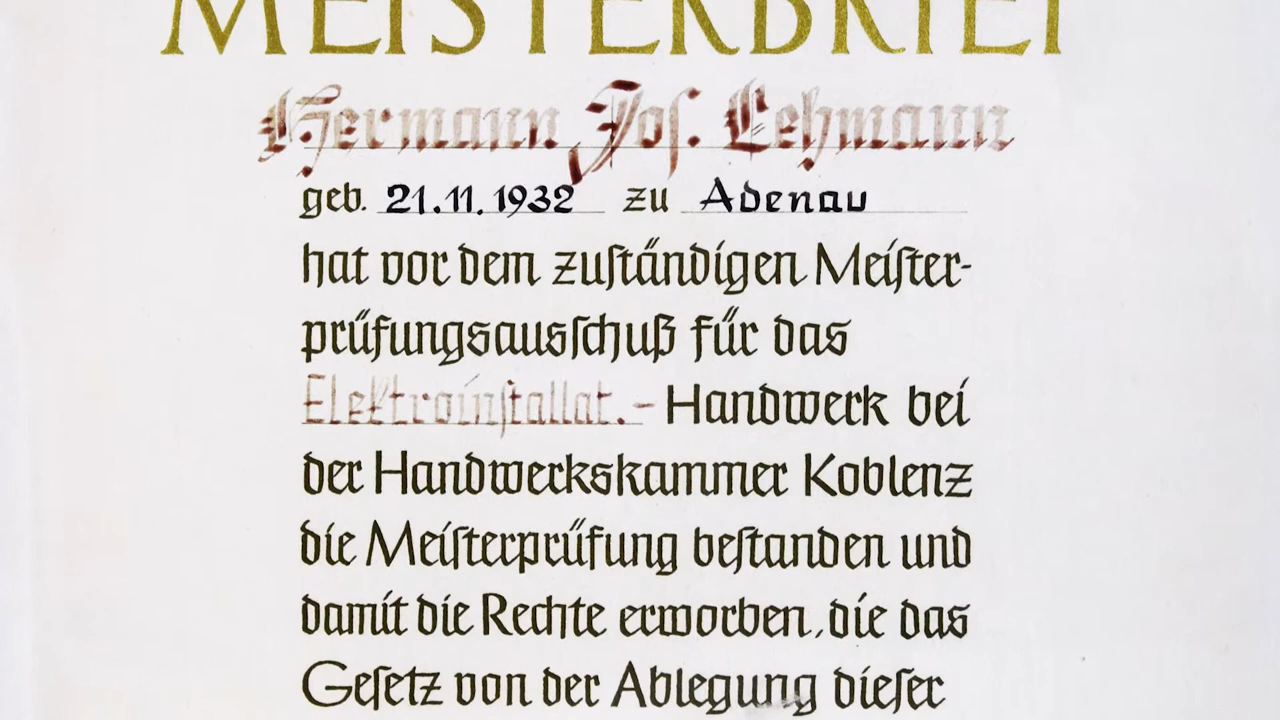 MEISTERBRIEF
Hermann Jos. Lehmann
geb. 21.11.1932 zu Adenau
hat vor dem zuſtändigen Meiſter-
prüfungsausſchuß für das
Elektroinſtallat.- Handwerk bei
der Handwerkskammer Koblenz
die Meiſterprüfung beſtanden und
damit die Rechte erworben, die das
Geſetz von der Ablegung dieſer